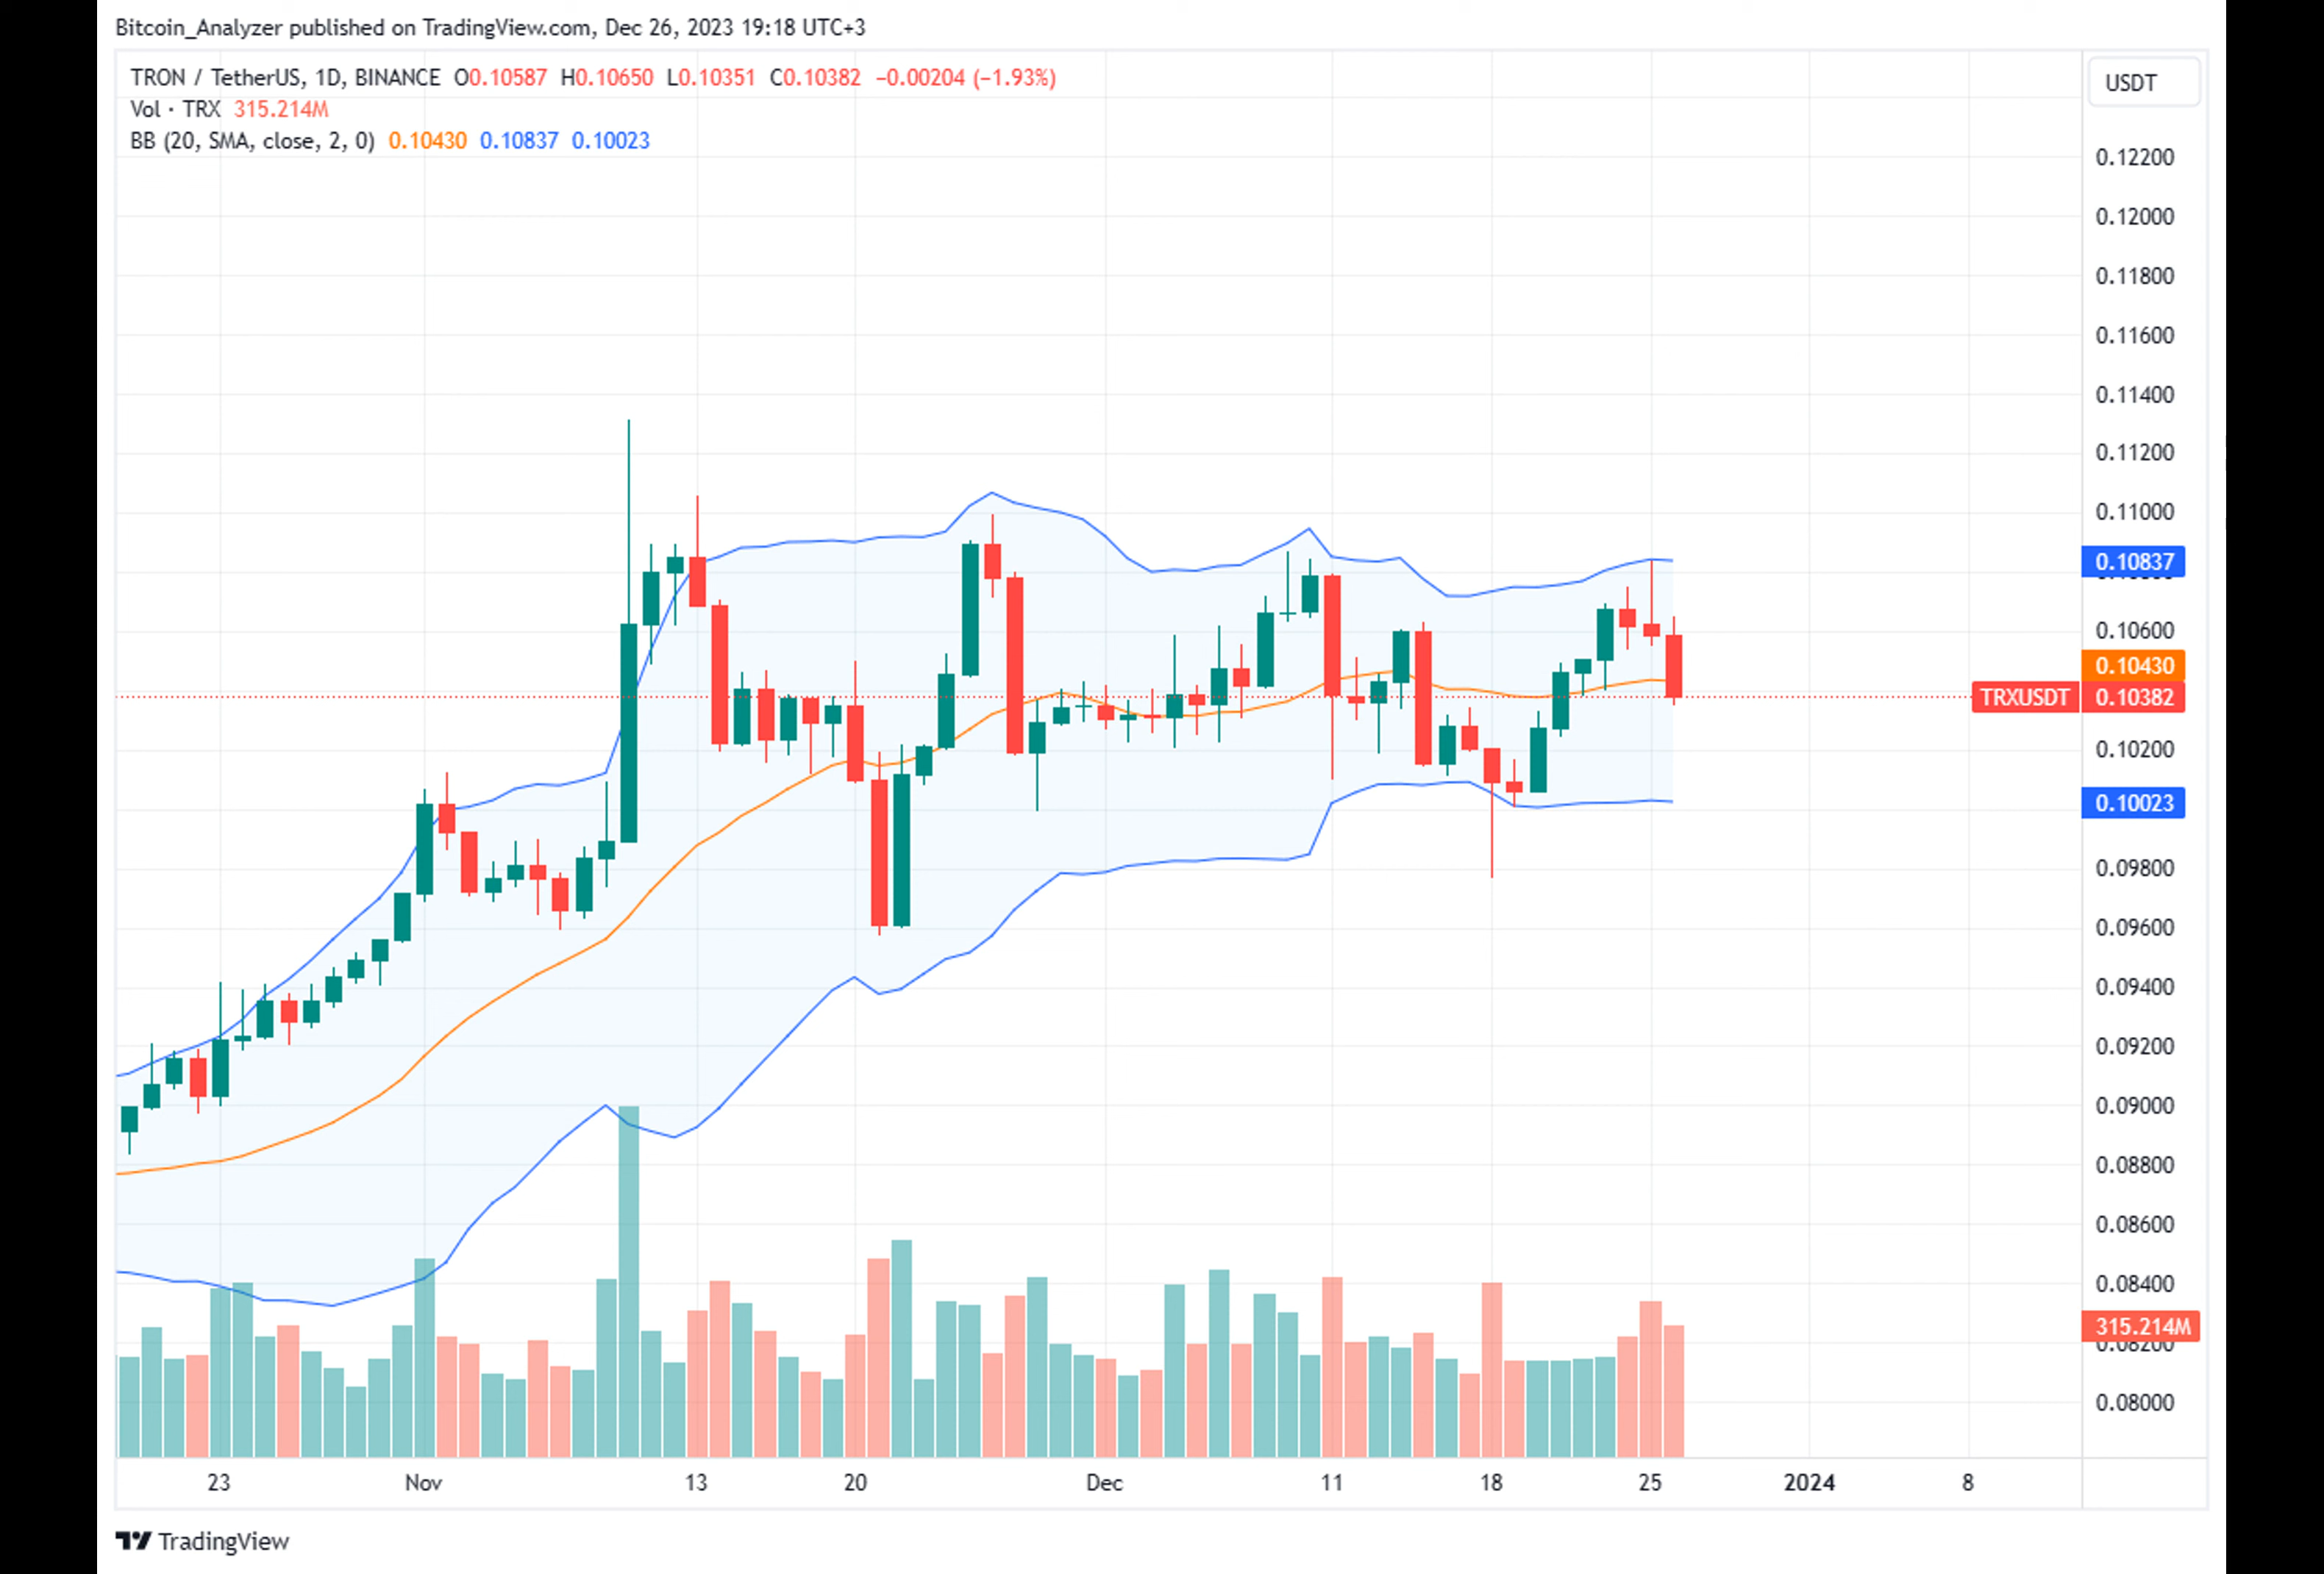 Bitcoin_Analyzer published on TradingView.com, Dec 26, 2023 19:18 UTC+3
TRON / TetherUS, 1D, BINANCE O0.10587 H0.10650 L0.10351 C0.10382 −0.00204 (−1.93%)
Vol · TRX 315.214M
BB (20, SMA, close, 2, 0) 0.10430 0.10837 0.10023
USDT
0.12200
0.12000
0.11800
0.11600
0.11400
0.11200
0.11000
0.10837
0.10600
0.10430
TRXUSDT 0.10382
0.10200
0.10023
0.09800
0.09600
0.09400
0.09200
0.09000
0.08800
0.08600
0.08400
315.214M
0.08200
0.08000
23 Nov 13 20 Dec 11 18 25 2024 8
TradingView